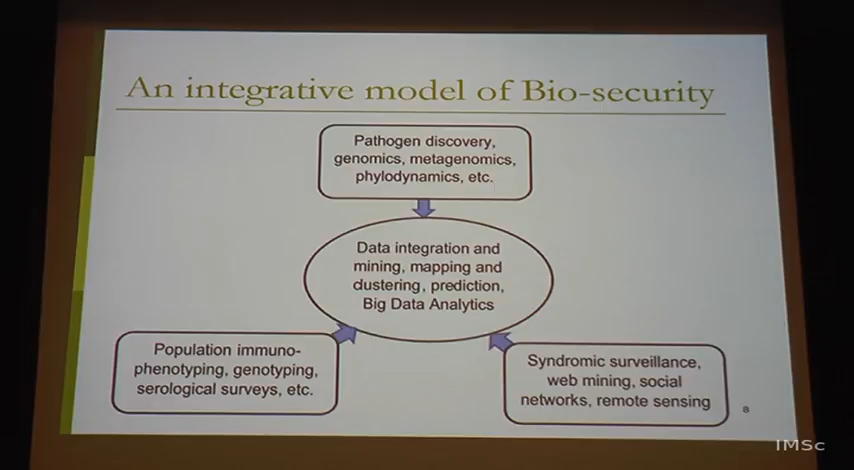 An integrative model of Bio-security
Pathogen discovery,
genomics, metagenomics,
phylodynamics, etc.
Data integration and
mining, mapping and
clustering, prediction,
Big Data Analytics
Population immuno-
phenotyping, genotyping,
serological surveys, etc.
Syndromic surveillance,
web mining, social
networks, remote sensing
8
IMSc